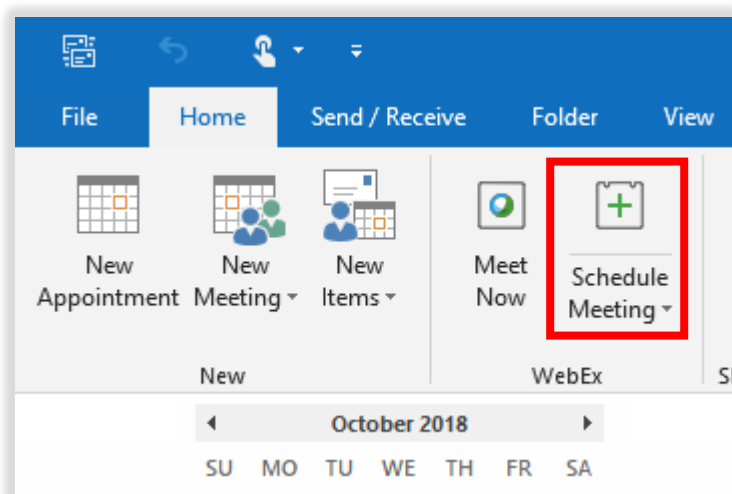 File Home Send / Receive Folder View
New Appointment
New Meeting
New Items
Meet Now
Schedule Meeting
New WebEx
October 2018
SU MO TU WE TH FR SA